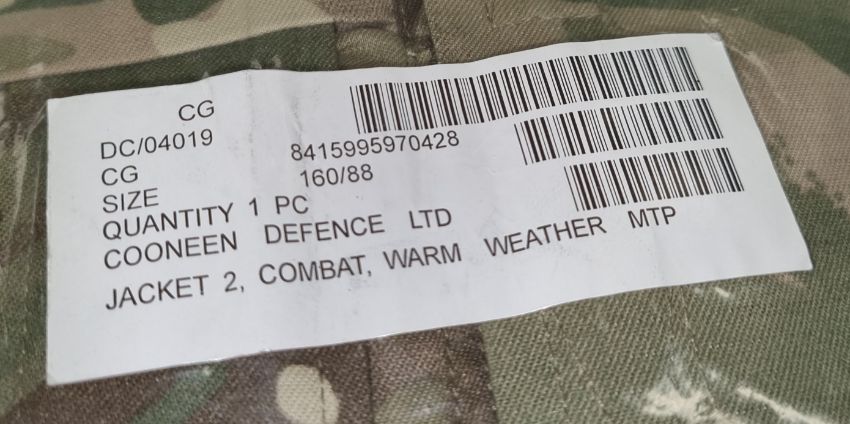 CG
DC/04019
CG 8415995970428
SIZE 160/88
QUANTITY 1 PC
COONEEN DEFENCE LTD
JACKET 2, COMBAT, WARM WEATHER MTP